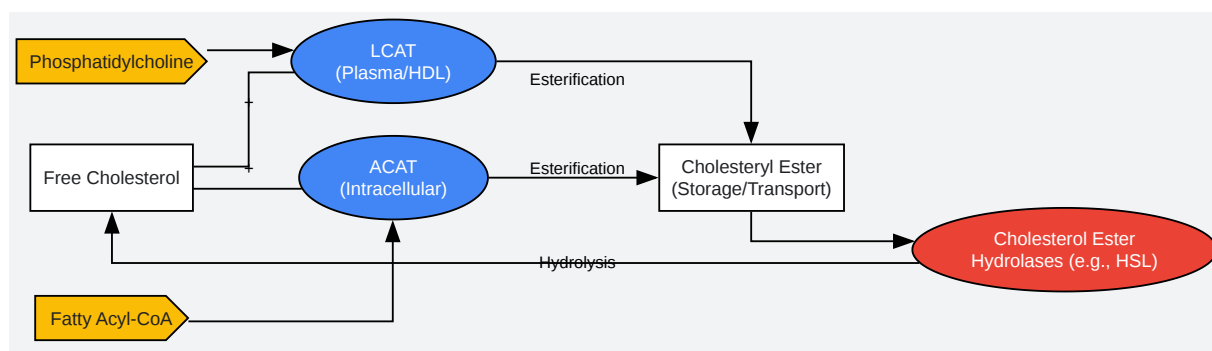 LCAT
(Plasma/HDL)
Phosphatidylcholine
Esterification
+
+
Free Cholesterol
ACAT
(Intracellular)
Esterification
Cholesteryl Ester
(Storage/Transport)
Cholesterol Ester
Hydrolases (e.g., HSL)
Hydrolysis
Fatty Acyl-CoA